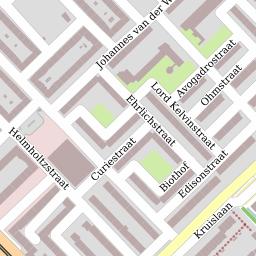 Johannes van der W
Avogadrostraat
Ohmstraat
Lord Kelvinstraat
Ehrlichstraat
Helmholtzstraat
Curiestraat
Biothof
Edisonstraat
Kruislaan